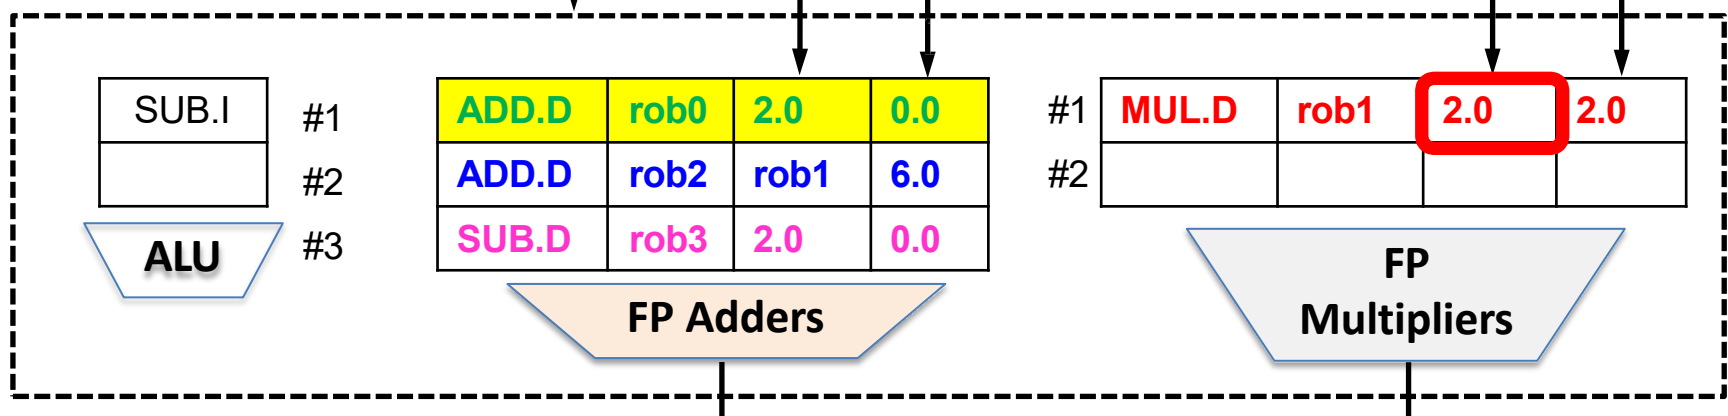 SUB.I #1 ADD.D rob0 2.0 0.0 #1 MUL.D rob1 2.0 2.0
#2 ADD.D rob2 rob1 6.0 #2
ALU #3 SUB.D rob3 2.0 0.0
FP Adders
FP
Multipliers